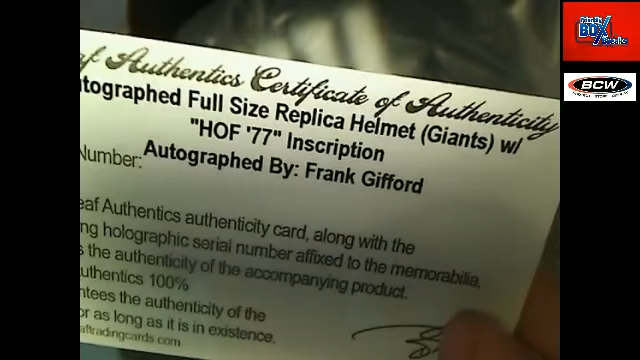 af Authentics Certificate of Authenticity
tographed Full Size Replica Helmet (Giants) w/
"HOF '77" Inscription
Number:
Autographed By: Frank Gifford
eaf Authentics authenticity card, along with the
ng holographic serial number affixed to the memorabilia,
s the authenticity of the accompanying product.
uthentics 100%
ntees the authenticity of the
or as long as it is in existence.
aftradingcards.com
BOX
BCW